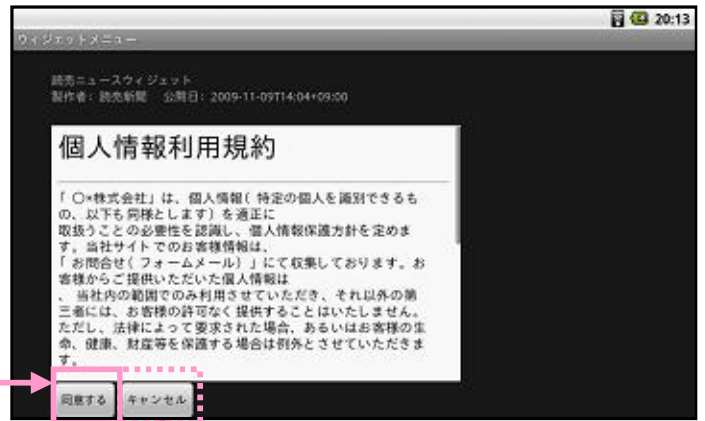 20:13
ウィジェットメニュー
読売ニュースウィジェット
製作者: 読売新聞 公開日: 2009-11-09T14:04+09:00
個人情報利用規約
「 ○×株式会社」は、個人情報( 特定の個人を識別できるも
の、以下も同様とします) を適正に
取扱うことの必要性を認識し、個人情報保護方針を定めま
す。当社サイト でのお客様情報は、
「 お問合せ( フォームメール) 」にて収集しております。お
客様からご提供いただいた個人情報は
、 当社内の範囲でのみ利用させていただき、それ以外の第
三者には、お客様の許可なく 提供することはいたしません。
ただし、法律によって要求された場合、あるいはお客様の生
命、健康、財産等を保護する場合は例外とさせていただきま
す。
同意する キャンセル